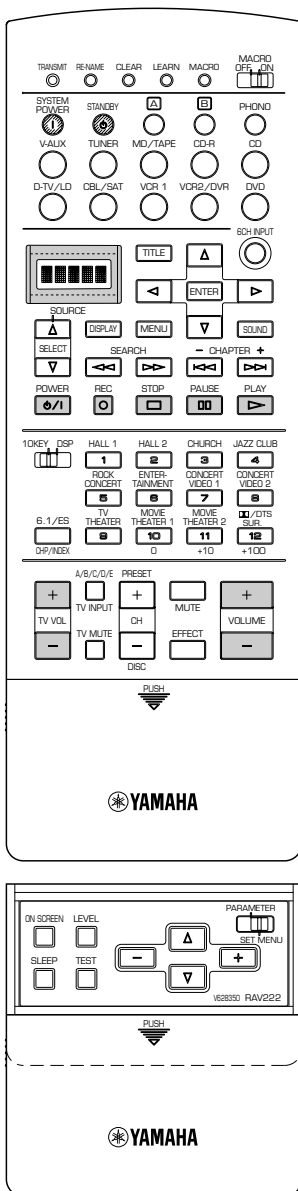 TRANSMIT RE-NAME CLEAR LEARN MACRO
MACRO
OFF ON
SYSTEM
POWER STANDBY A B PHONO
V-AUX TUNER MD/TAPE CD-R CD
D-TV/LD CBL/SAT VCR 1 VCR2/DVR DVD
6CH INPUT
TITLE
ENTER
SOURCE
SELECT DISPLAY MENU SOUND
SEARCH – CHAPTER +
POWER REC STOP PAUSE PLAY
10KEY DSP HALL 1 HALL 2 CHURCH JAZZ CLUB
1 2 3 4
ROCK CONCERT ENTER-TAINMENT CONCERT VIDEO 1 CONCERT VIDEO 2
5 6 7 8
TV THEATER MOVIE THEATER 1 MOVIE THEATER 2 /DTS SUR.
6.1/ES 9 10 11 12
CHP/INDEX 0 +10 +100
A/B/C/D/E PRESET
+ TV INPUT + MUTE +
TV VOL CH VOLUME
– TV MUTE – EFFECT –
DISC
PUSH
YAMAHA
ON SCREEN LEVEL PARAMETER
SET MENU
SLEEP TEST – +
V628350 RAV222
PUSH
YAMAHA